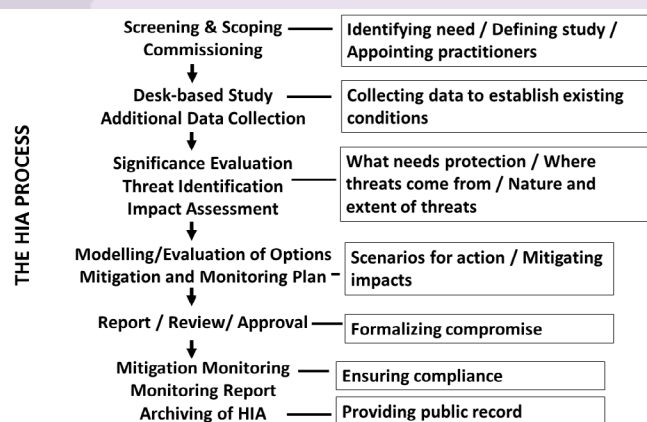 THE HIA PROCESS
Screening & Scoping
Commissioning
Identifying need / Defining study /
Appointing practitioners
Desk-based Study
Additional Data Collection
Collecting data to establish existing
conditions
Significance Evaluation
Threat Identification
Impact Assessment
What needs protection / Where
threats come from / Nature and
extent of threats
Modelling/Evaluation of Options
Mitigation and Monitoring Plan
Scenarios for action / Mitigating
impacts
Report / Review/ Approval
Formalizing compromise
Mitigation Monitoring
Monitoring Report
Archiving of HIA
Ensuring compliance
Providing public record